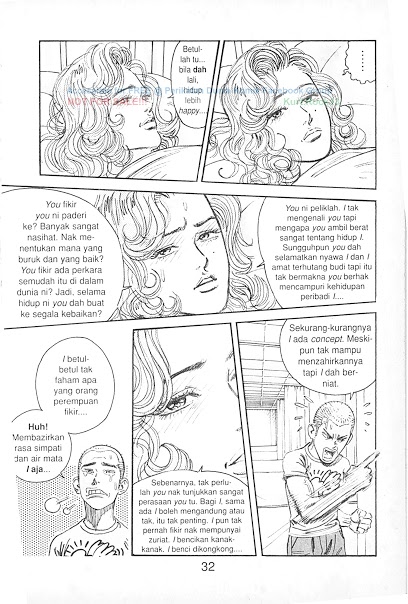 Betul-
lah tu...
bila dah
lali,
hidup
lebih
happy....
..........
NOT FOR SALE!!!
You fikir
you ni paderi
ke? Banyak sangat
nasihat. Nak me-
nentukan mana yang
buruk dan yang baik?
You fikir ada perkara
semudah itu di dalam
dunia ni? Jadi, selama
hidup ni you dah buat
ke segala kebaikan?
You ni peliklah. I tak
mengenali you tapi
mengapa you ambil berat
sangat tentang hidup I.
Sungguhpun you dah
selamatkan nyawa I dan I
amat terhutang budi tapi itu
tak bermakna you berhak
mencampuri kehidupan
peribadi I....
Sekurang-kurangnya
I ada concept. Meski-
pun tak mampu
menzahirkannya
tapi I dah ber-
niat.
I betul-
betul tak
faham apa
yang orang
perempuan
fikir....
Huh!
Membazirkan
rasa simpati
dan air mata
I aja...
Sebenarnya, tak perlu-
lah you nak tunjukkan sangat
perasaan you tu. Bagi I, sama
ada I boleh mengandung atau
tak, itu tak penting. I pun tak
pernah fikir nak mempunyai
zuriat. I bencikan kanak-
kanak. I benci dikongkong....
32